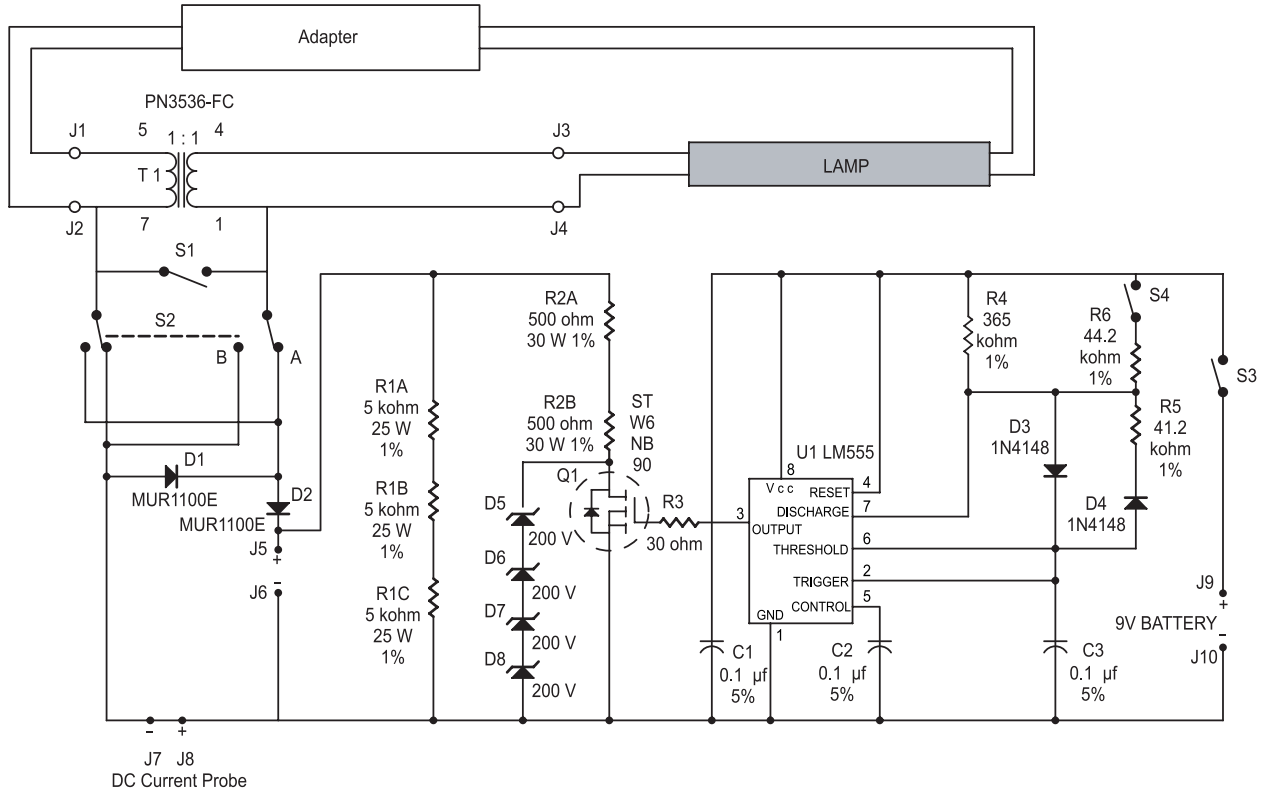 Adapter
PN3536-FC
J1
5
1 : 1
4
J3
T 1
LAMP
J2
7
1
J4
S1
S2
B
A
R2A
500 ohm
30 W 1%
R4
365
kohm
1%
S4
R6
44.2
kohm
1%
S3
R1A
5 kohm
25 W
1%
R2B
500 ohm
30 W 1%
ST
W6
NB
90
Q1
D3
1N4148
R5
41.2
kohm
1%
D1
MUR1100E
D2
MUR1100E
J5
+
-
J6
R1B
5 kohm
25 W
1%
R1C
5 kohm
25 W
1%
D5
200 V
D6
200 V
D7
200 V
D8
200 V
R3
30 ohm
U1 LM555
8
Vcc
RESET
4
DISCHARGE
7
3
OUTPUT
THRESHOLD
6
TRIGGER
2
CONTROL
5
GND
1
D4
1N4148
J9
+
9V BATTERY
-
J10
C1
0.1 µf
5%
C2
0.1 µf
5%
C3
0.1 µf
5%
- +
J7 J8
DC Current Probe